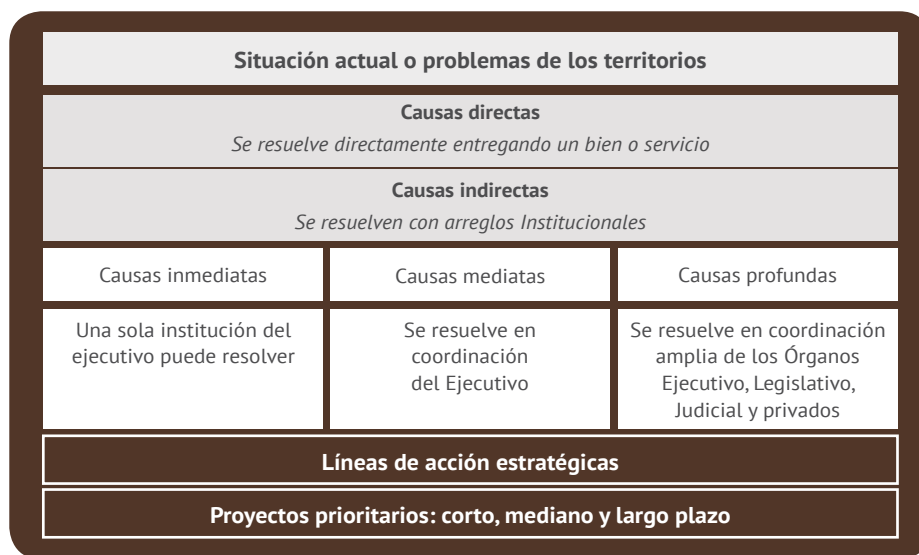 Situación actual o problemas de los territorios
Causas directas
Se resuelve directamente entregando un bien o servicio
Causas indirectas
Se resuelven con arreglos Institucionales
Causas inmediatas
Causas mediatas
Causas profundas
Una sola institución del
ejecutivo puede resolver
Se resuelve en
coordinación
del Ejecutivo
Se resuelve en coordinación
amplia de los Órganos
Ejecutivo, Legislativo,
Judicial y privados
Líneas de acción estratégicas
Proyectos prioritarios: corto, mediano y largo plazo